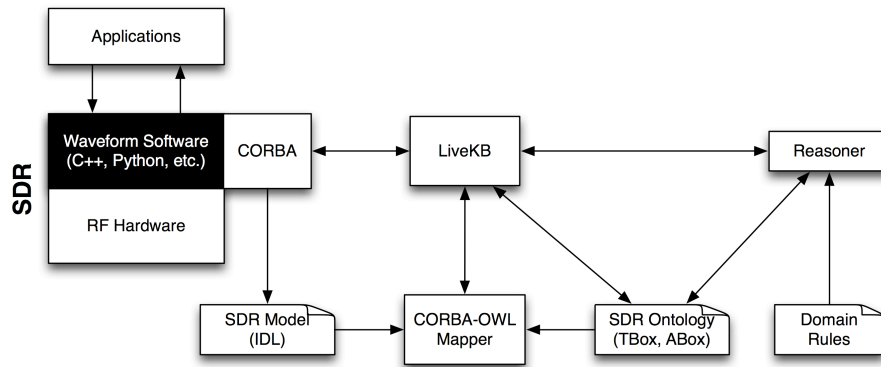 Applications
SDR
Waveform Software
(C++, Python, etc.)
CORBA
LiveKB
Reasoner
RF Hardware
SDR Model
(IDL)
CORBA-OWL
Mapper
SDR Ontology
(TBox, ABox)
Domain
Rules